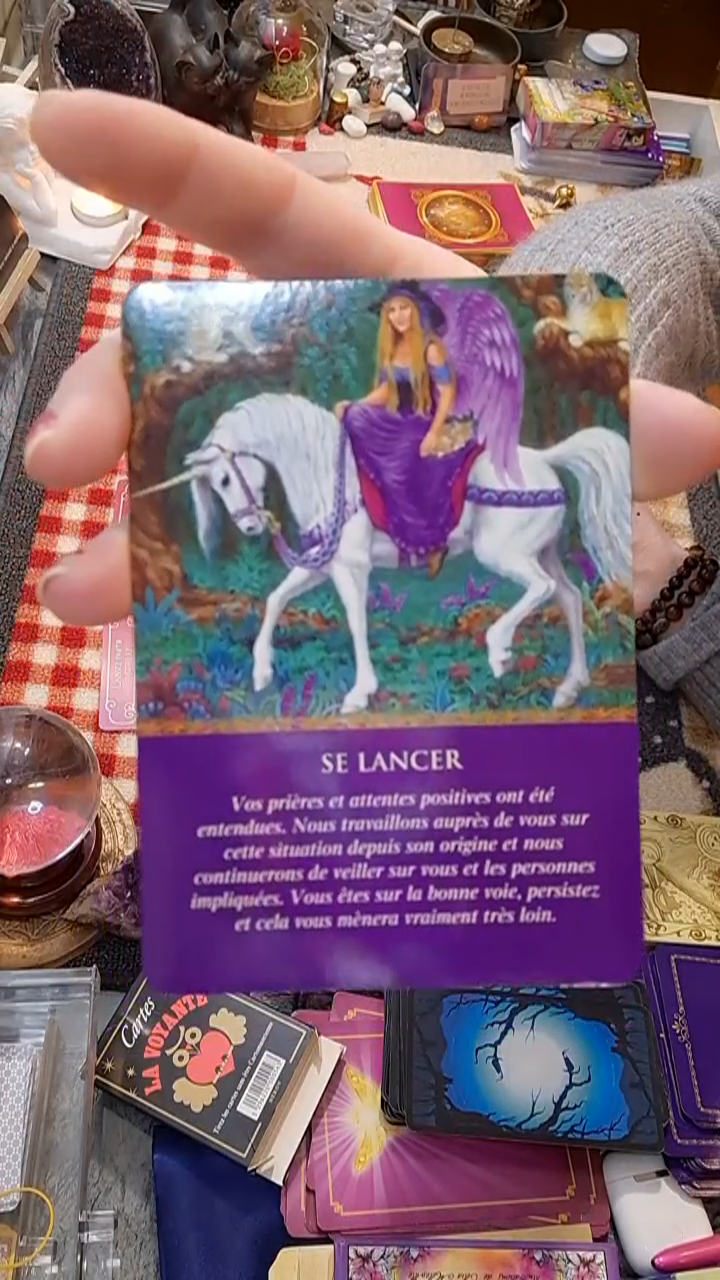 SE LANCER
Vos prières et attentes positives ont été
entendues. Nous travaillons auprès de vous sur
cette situation depuis son origine et nous
continuerons de veiller sur vous et les personnes
impliquées. Vous êtes sur la bonne voie, persistez
et cela vous mènera vraiment très loin.
Cartes
LA VOYANTE